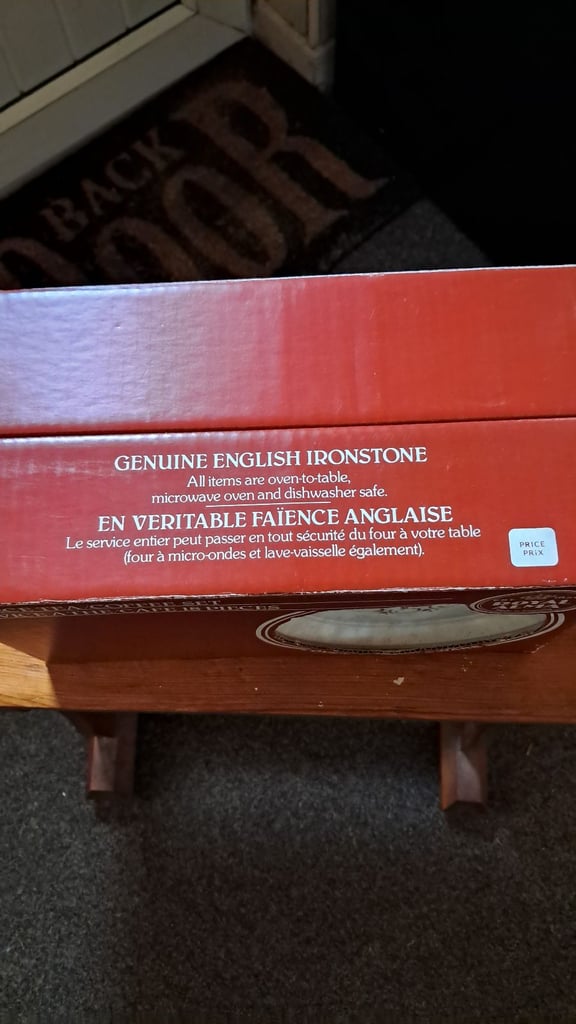 BACK
DOOR
GENUINE ENGLISH IRONSTONE
All items are oven-to-table,
microwave oven and dishwasher safe.
EN VERITABLE FAÏENCE ANGLAISE
Le service entier peut passer en tout sécurité du four à votre table
(four à micro-ondes et lave-vaisselle également).
PRICE
PRIX